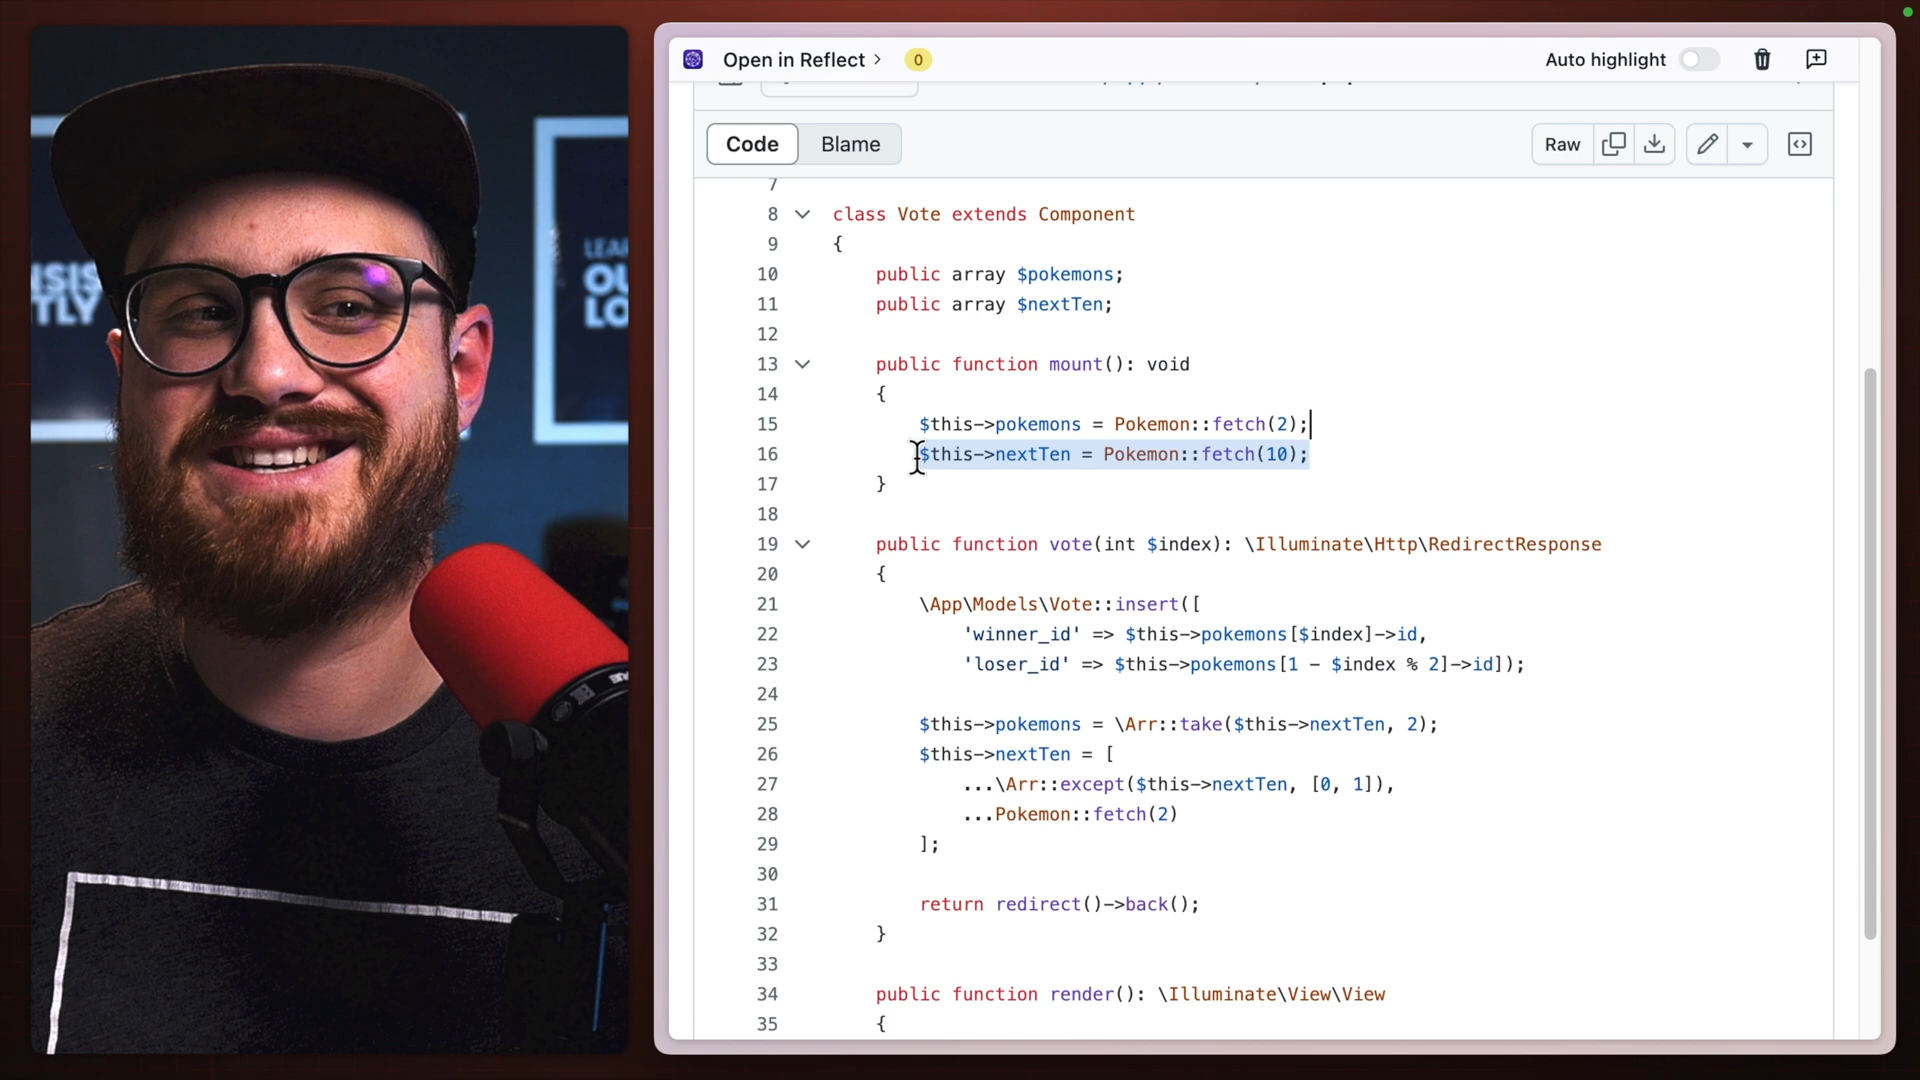 Open in Reflect
0
Auto highlight
Code
Blame
Raw
7
8 class Vote extends Component
9 {
10 public array $pokemons;
11 public array $nextTen;
12
13 public function mount(): void
14 {
15 $this->pokemons = Pokemon::fetch(2);
16 $this->nextTen = Pokemon::fetch(10);
17 }
18
19 public function vote(int $index): \Illuminate\Http\RedirectResponse
20 {
21 \App\Models\Vote::insert([
22 'winner_id' => $this->pokemons[$index]->id,
23 'loser_id' => $this->pokemons[1 - $index % 2]->id]);
24
25 $this->pokemons = \Arr::take($this->nextTen, 2);
26 $this->nextTen = [
27 ...\Arr::except($this->nextTen, [0, 1]),
28 ...Pokemon::fetch(2)
29 ];
30
31 return redirect()->back();
32 }
33
34 public function render(): \Illuminate\View\View
35 {